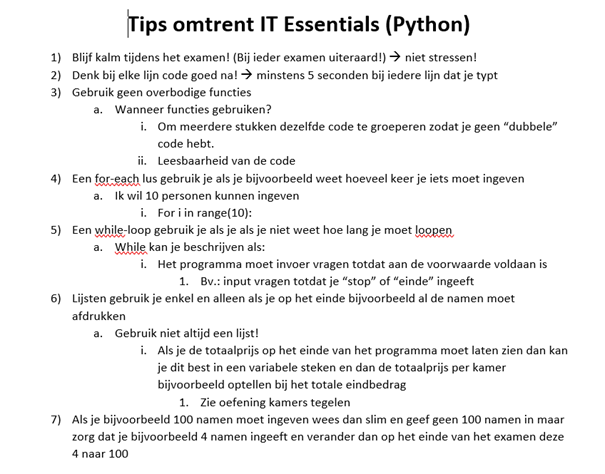 Tips omtrent IT Essentials (Python)
1) Blijf kalm tijdens het examen! (Bij ieder examen uiteraard!) → niet stressen!
2) Denk bij elke lijn code goed na! → minstens 5 seconden bij iedere lijn dat je typt
3) Gebruik geen overbodige functies
a. Wanneer functies gebruiken?
i. Om meerdere stukken dezelfde code te groeperen zodat je geen “dubbele”
code hebt.
ii. Leesbaarheid van de code
4) Een for-each lus gebruik je als je bijvoorbeeld weet hoeveel keer je iets moet ingeven
a. Ik wil 10 personen kunnen ingeven
i. For i in range(10):
5) Een while-loop gebruik je als je als je niet weet hoe lang je moet loopen
a. While kan je beschrijven als:
i. Het programma moet invoer vragen totdat aan de voorwaarde voldaan is
1. Bv.: input vragen totdat je “stop” of “einde” ingeeft
6) Lijsten gebruik je enkel en alleen als je op het einde bijvoorbeeld al de namen moet
afdrukken
a. Gebruik niet altijd een lijst!
i. Als je de totaalprijs op het einde van het programma moet laten zien dan kan
je dit best in een variabele steken en dan de totaalprijs per kamer
bijvoorbeeld optellen bij het totale eindbedrag
1. Zie oefening kamers tegelen
7) Als je bijvoorbeeld 100 namen moet ingeven wees dan slim en geef geen 100 namen in maar
zorg dat je bijvoorbeeld 4 namen ingeeft en verander dan op het einde van het examen deze
4 naar 100